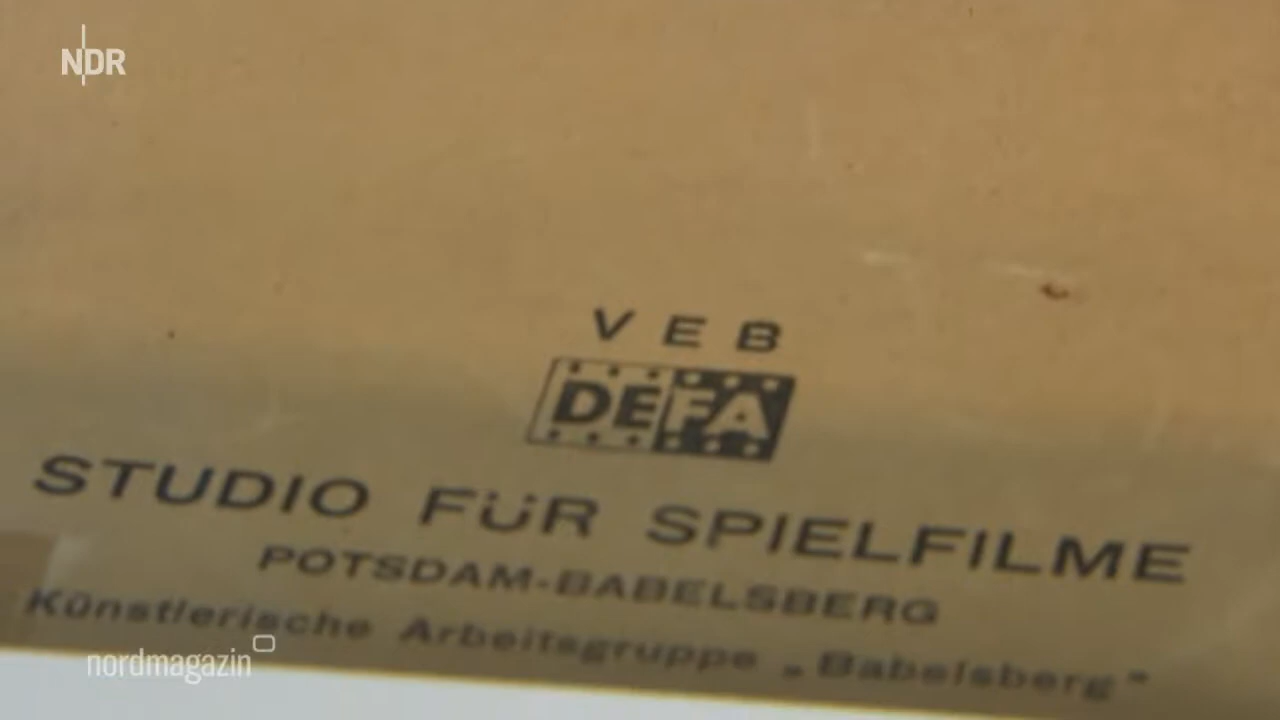 NDR
VEB
DEFA
STUDIO FÜR SPIELFILME
POTSDAM-BABELSBERG
Künstlerische Arbeitsgruppe „Babelsberg"
nordmagazin